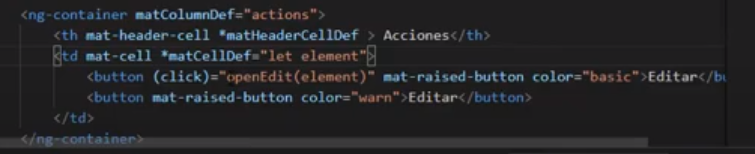 <ng-container matColumnDef="actions">
<th mat-header-cell *matHeaderCellDef > Acciones</th>
<td mat-cell *matCellDef="let element">
<button (click)="openEdit(element)" mat-raised-button color="basic">Editar</bu
<button mat-raised-button color="warn">Editar</button>
</td>
</ng-container>